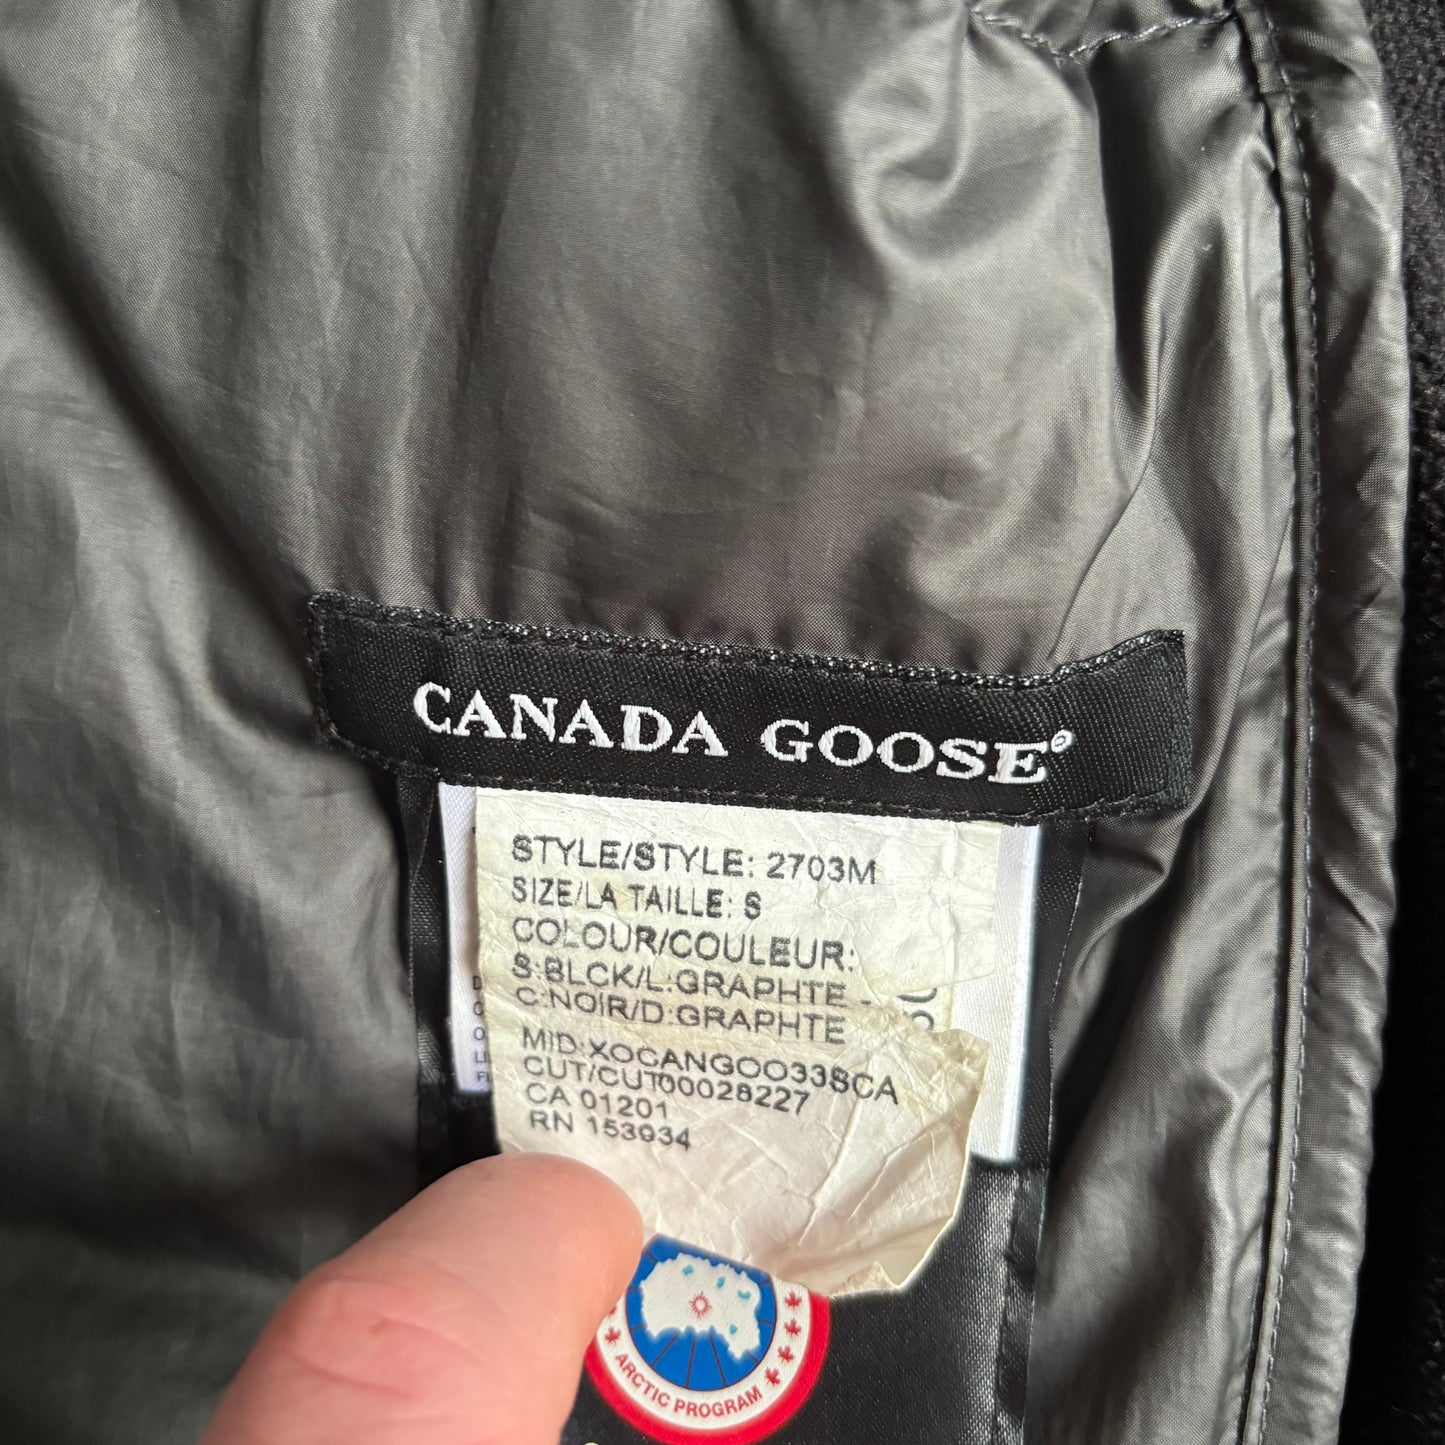 CANADA GOOSE®
STYLE/STYLE: 2703M
SIZE/LA TAILLE: S
COLOUR/COULEUR:
S:BLCK/L:GRAPHTE -
C:NOIR/D:GRAPHTE
MID:XOCANGOO33SCA
CUT/CUT00028227
CA 01201
RN 153934
ARCTIC PROGRAM